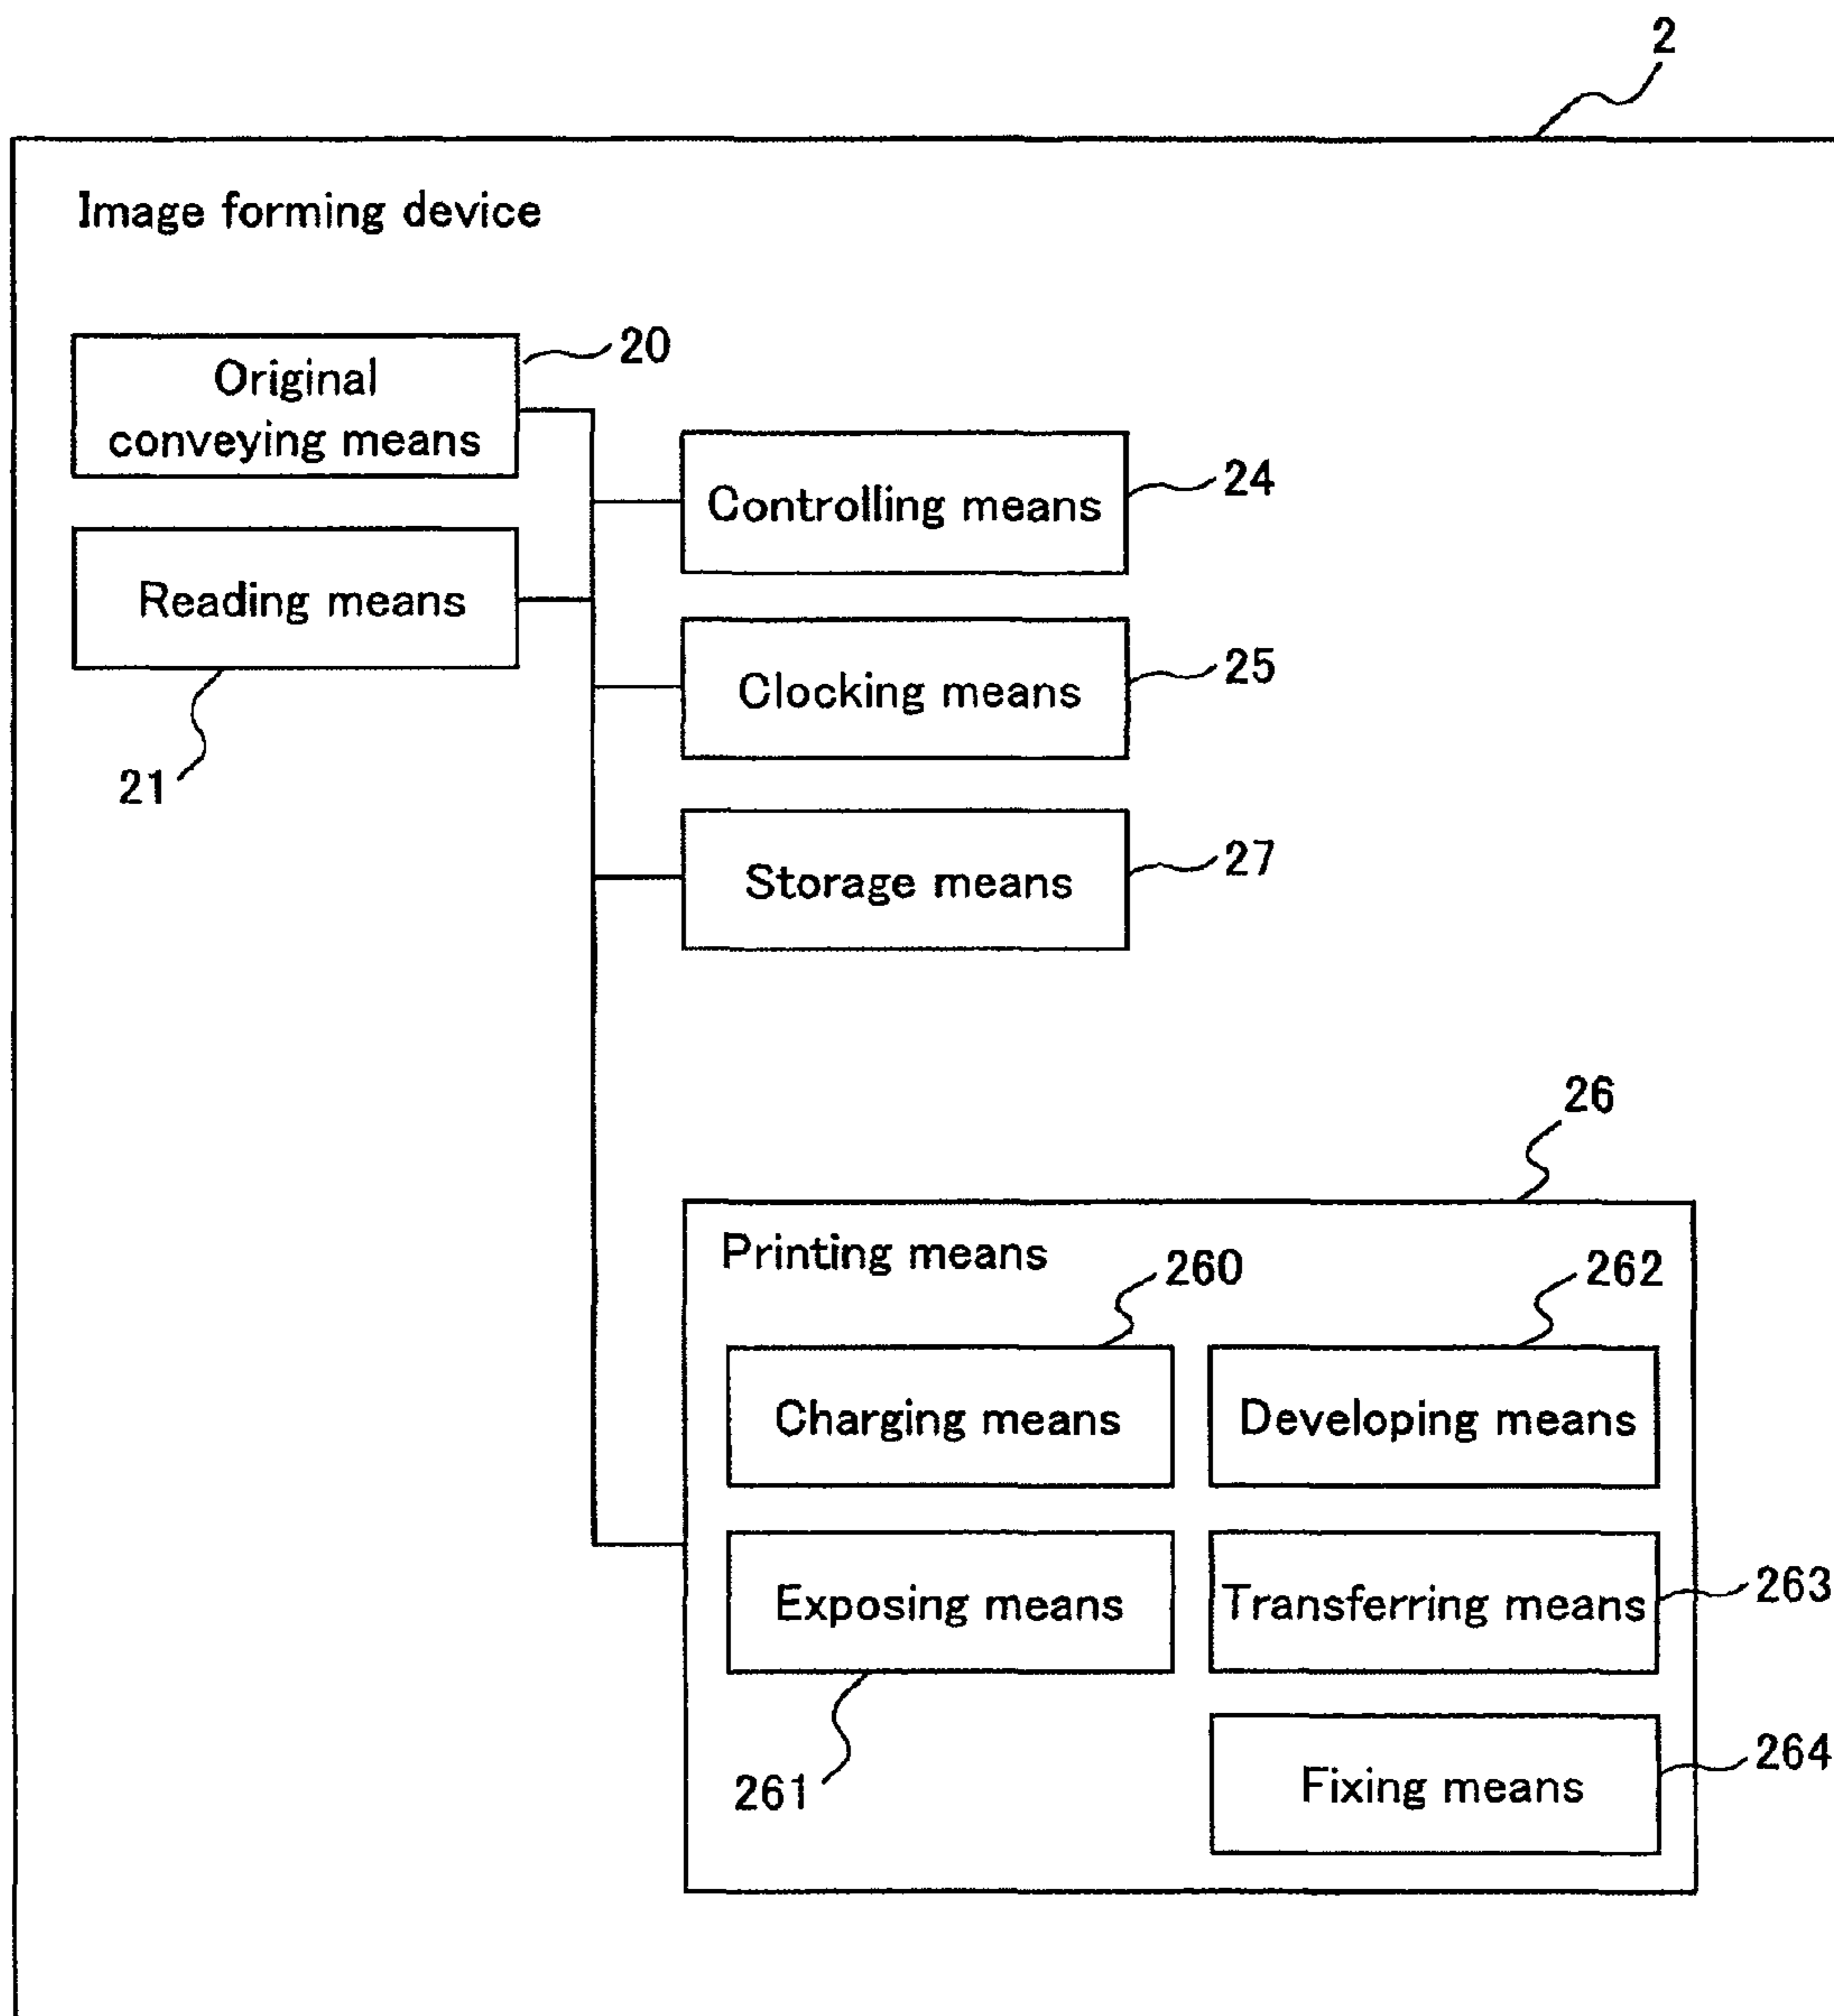 2
Image forming device
20
Original
conveying means
24
Controlling means
Reading means
25
Clocking means
21
27
Storage means
26
Printing means
260
262
Charging means
Developing means
263
Exposing means
Transferring means
264
261
Fixing means